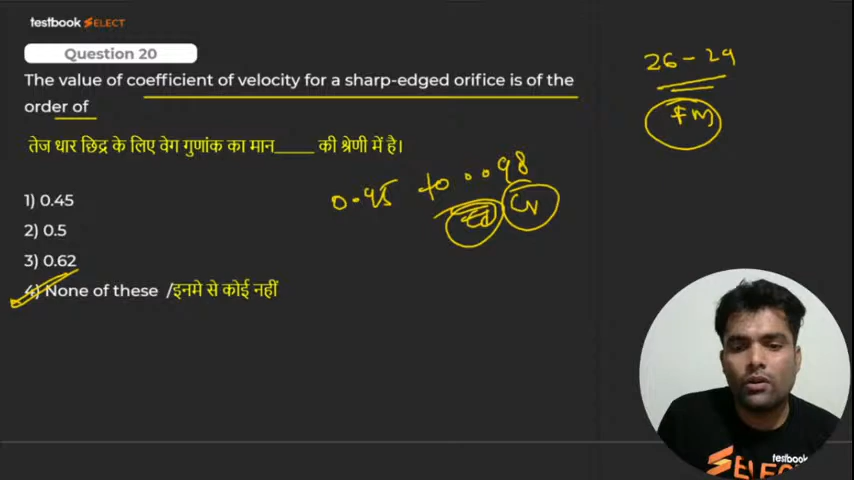 testbook SELECT
Question 20
The value of coefficient of velocity for a sharp-edged orifice is of the
order of
तेज धार छिद्र के लिए वेग गुणांक का मान_____ की श्रेणी में है।
1) 0.45
2) 0.5
3) 0.62
4) None of these /इनमे से कोई नहीं
0.95 to 0.98
Cd Cv
26-29
FM
testbook
SELECT